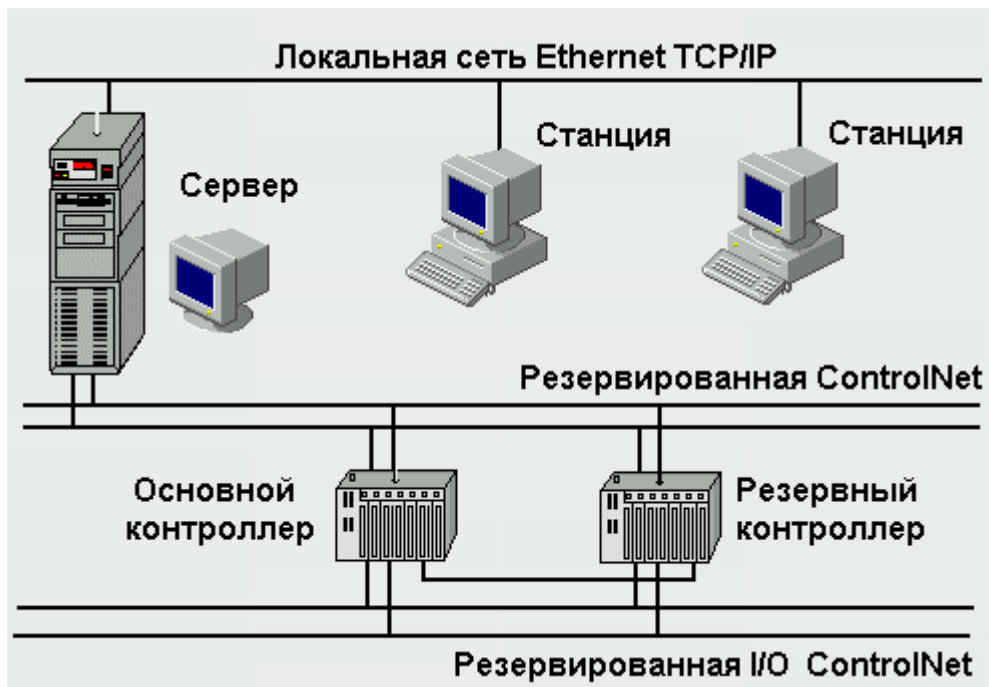 Локальная сеть Ethernet TCP/IP
Станция
Станция
Сервер
Резервированная ControlNet
Основной
контроллер
Резервный
контроллер
Резервированная I/O ControlNet